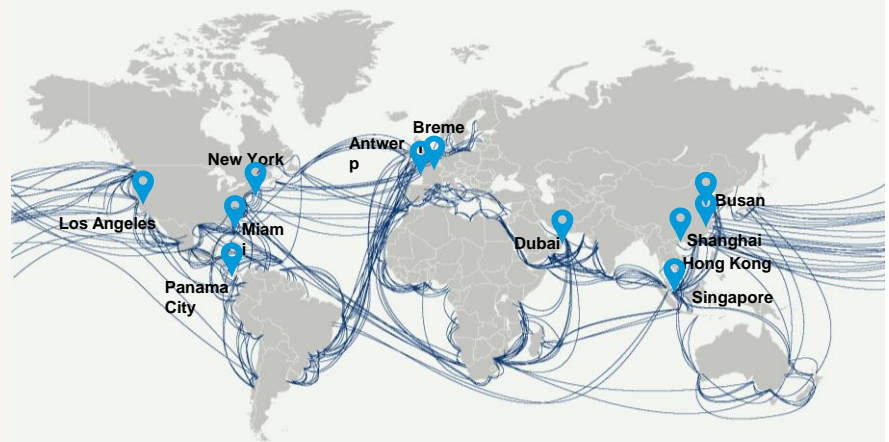 Breme
n
Antwer
p
New York
Los Angeles
Miam
i
Dubai
Busan
Shanghai
Hong Kong
Panama
City
Singapore